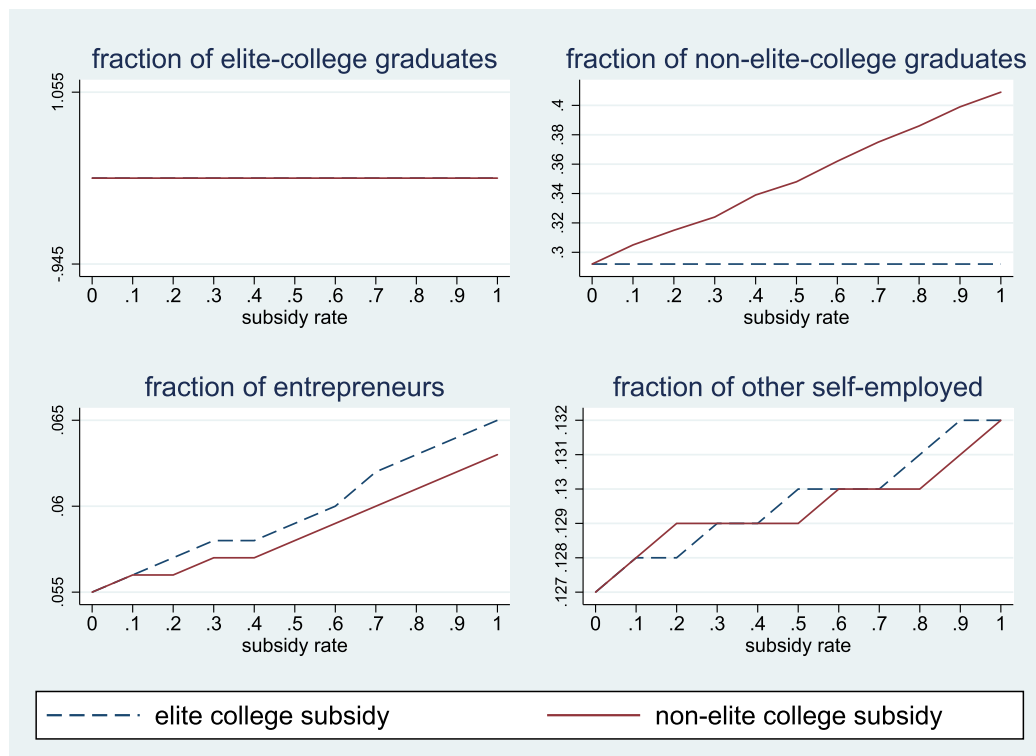 fraction of elite-college graduates
1.055
-.945
0 .1 .2 .3 .4 .5 .6 .7 .8 .9 1
subsidy rate
fraction of non-elite-college graduates
.4
.38
.36
.34
.32
.3
0 .1 .2 .3 .4 .5 .6 .7 .8 .9 1
subsidy rate
fraction of entrepreneurs
.065
.06
.055
0 .1 .2 .3 .4 .5 .6 .7 .8 .9 1
subsidy rate
fraction of other self-employed
.132
.131
.13
.129
.128
.127
0 .1 .2 .3 .4 .5 .6 .7 .8 .9 1
subsidy rate
elite college subsidy
non-elite college subsidy